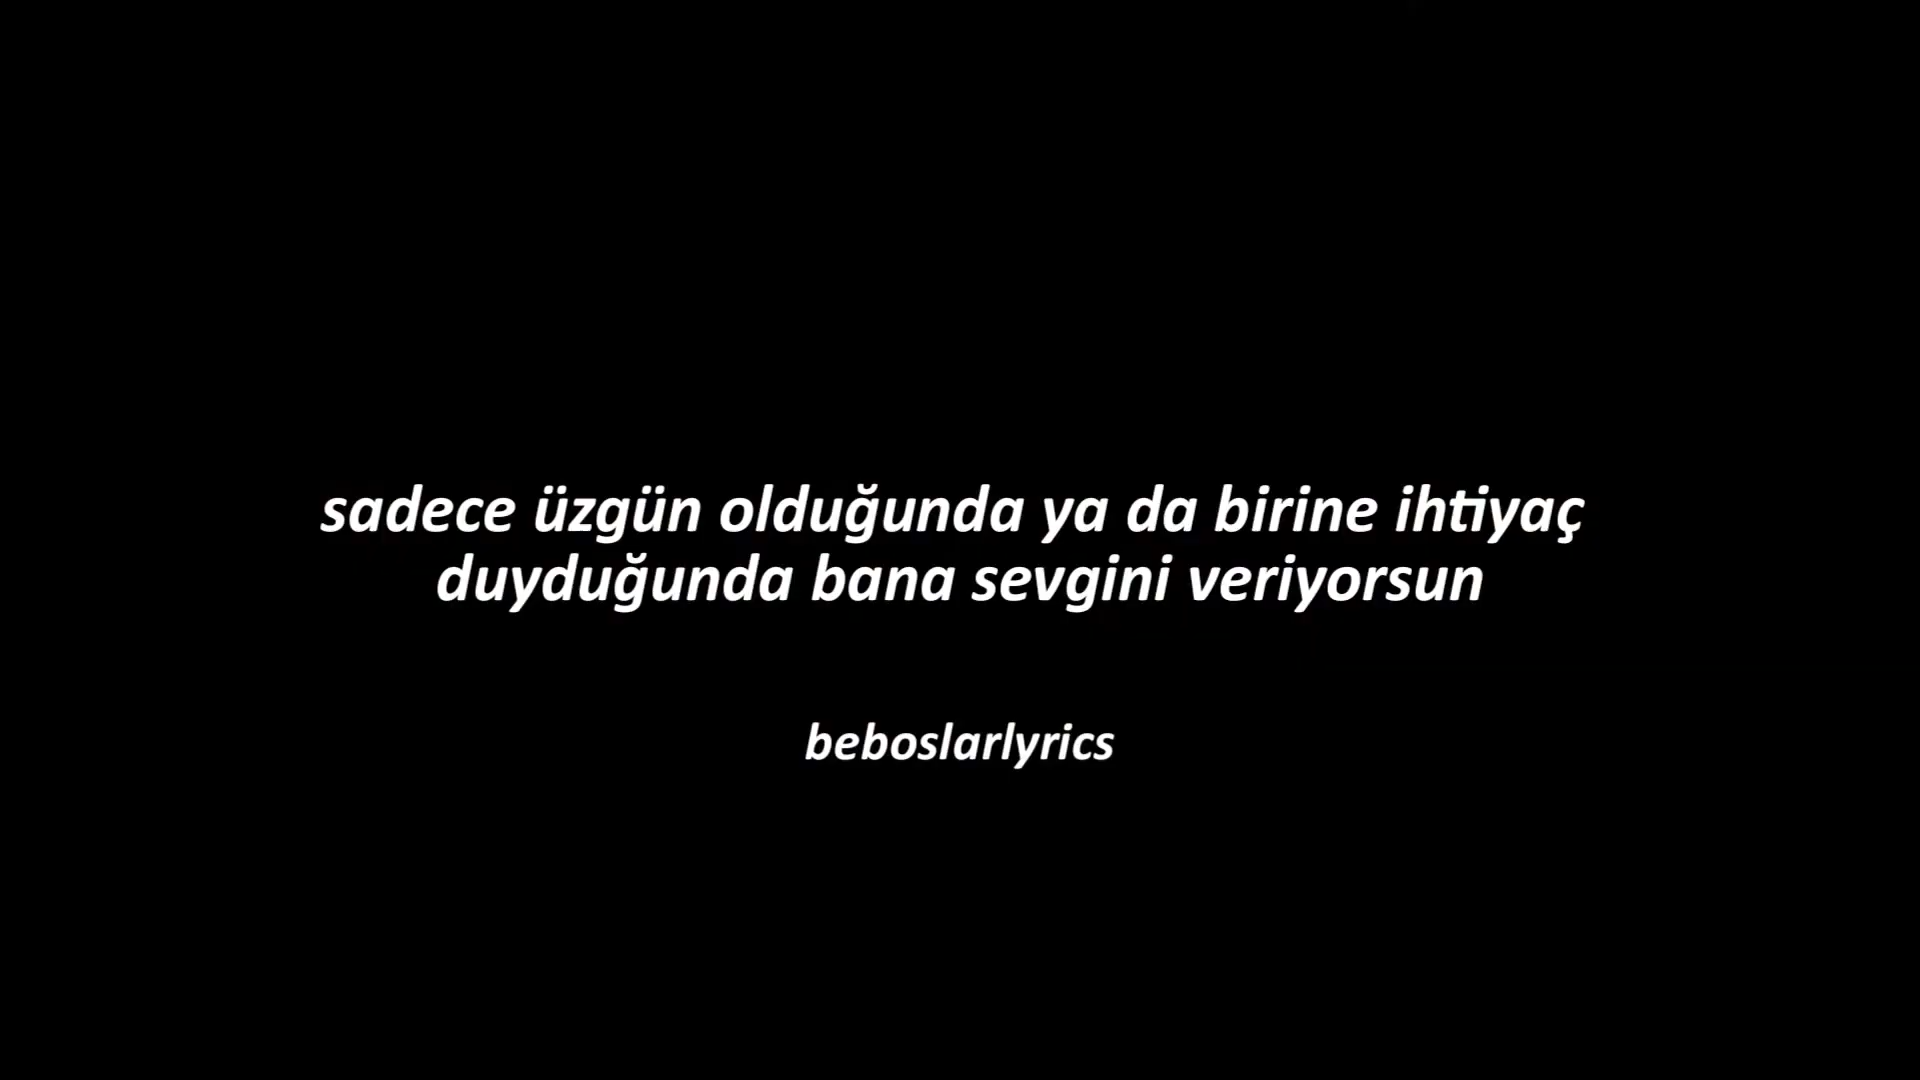 sadece üzgün olduğunda ya da birine ihtiyaç
duyduğunda bana sevgini veriyorsun
beboslarlyrics